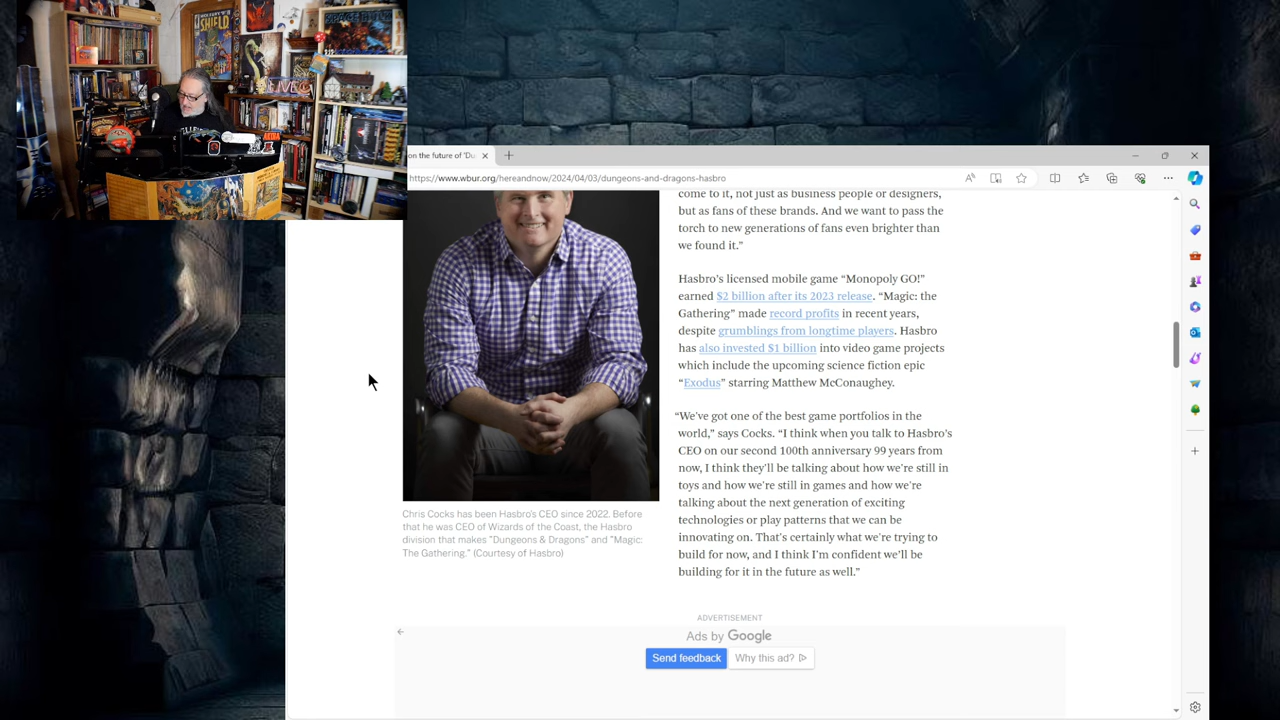 SHIELD
LIVE
on the future of 'Du
https://www.wbur.org/hereandnow/2024/04/03/dungeons-and-dragons-hasbro
come to it, not just as business people or designers,
but as fans of these brands. And we want to pass the
torch to new generations of fans even brighter than
we found it.”
Hasbro’s licensed mobile game “Monopoly GO!”
earned $2 billion after its 2023 release. “Magic: the
Gathering” made record profits in recent years,
despite grumblings from longtime players. Hasbro
has also invested $1 billion into video game projects
which include the upcoming science fiction epic
“Exodus” starring Matthew McConaughey.
“We've got one of the best game portfolios in the
world,” says Cocks. “I think when you talk to Hasbro's
CEO on our second 100th anniversary 99 years from
now, I think they'll be talking about how we're still in
toys and how we're still in games and how we're
talking about the next generation of exciting
technologies or play patterns that we can be
innovating on. That's certainly what we're trying to
build for now, and I think I'm confident we'll be
building for it in the future as well.”
Chris Cocks has been Hasbro's CEO since 2022. Before
that he was CEO of Wizards of the Coast, the Hasbro
division that makes "Dungeons & Dragons" and "Magic:
The Gathering." (Courtesy of Hasbro)
ADVERTISEMENT
Ads by Google
Send feedback
Why this ad?